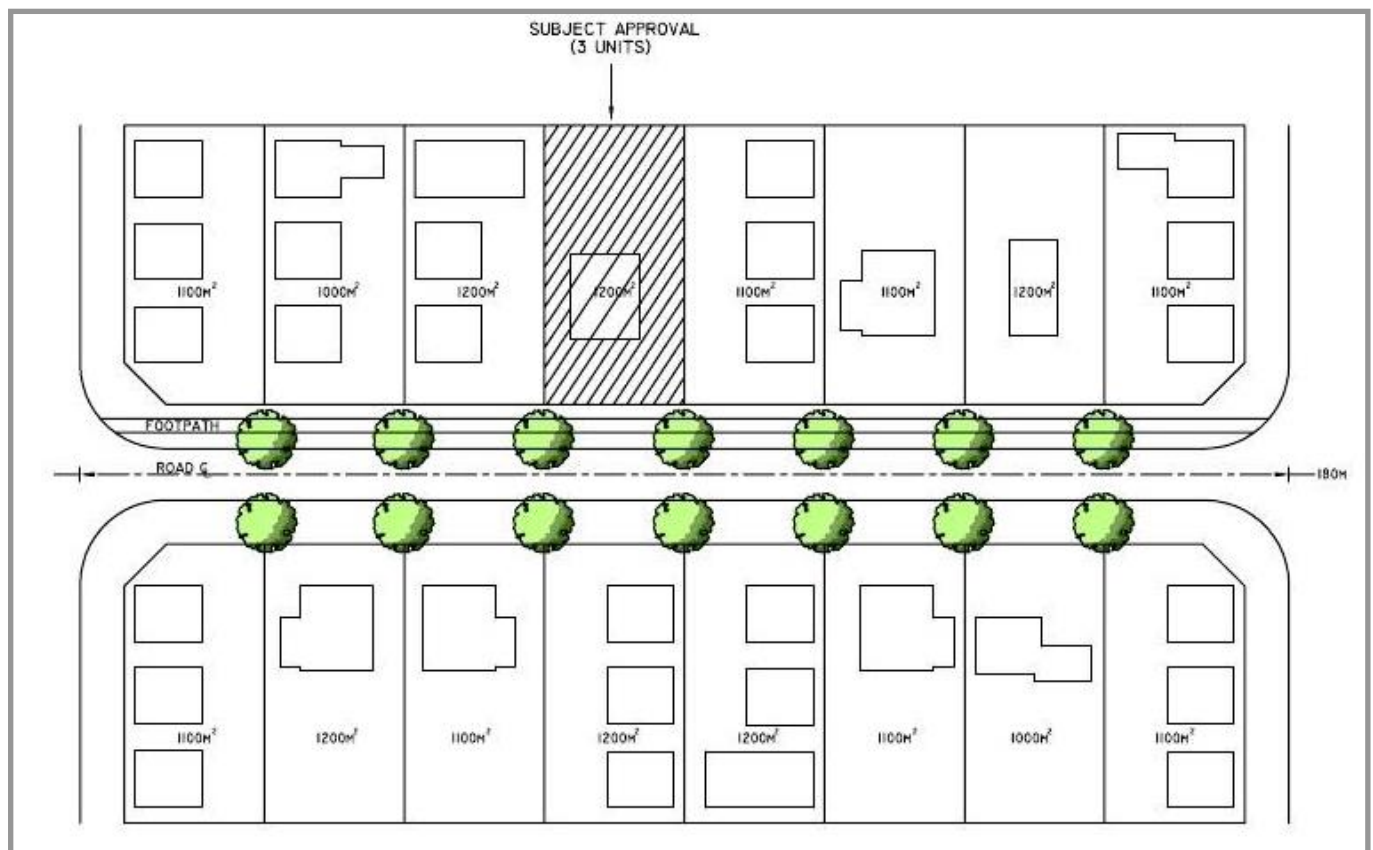 SUBJECT APPROVAL
(3 UNITS)
1100M² 1000M² 1200M² 1200M² 1100M² 1100M² 1200M² 1100M²
FOOTPATH
ROAD ℄ 180M
1100M² 1200M² 1100M² 1200M² 1200M² 1100M² 1000M² 1100M²